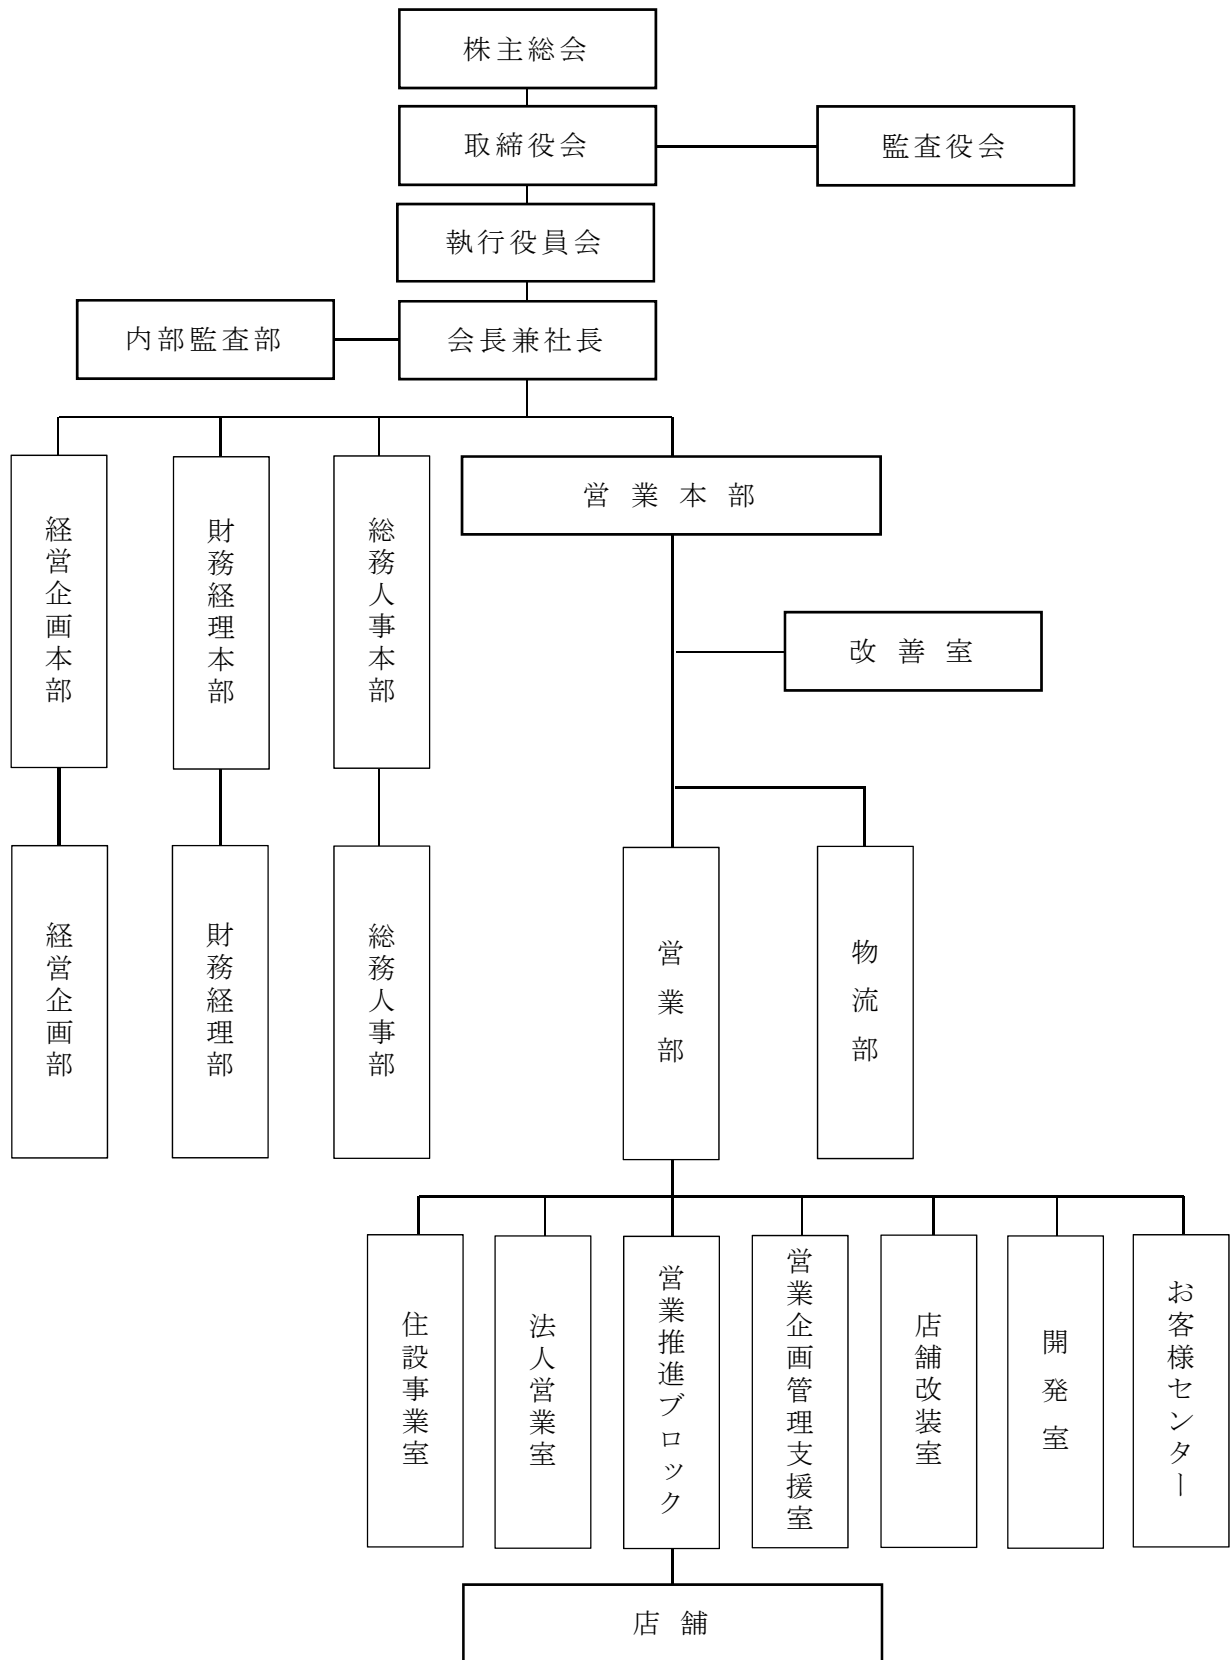 株主総会
取締役会
監査役会
執行役員会
内部監査部
会長兼社長
経営企画本部
財務経理本部
総務人事本部
営業本部
改善室
経営企画部
財務経理部
総務人事部
営業部
物流部
住設事業室
法人営業室
営業推進ブロック
営業企画管理支援室
店舗改装室
開発室
お客様センター
店舗